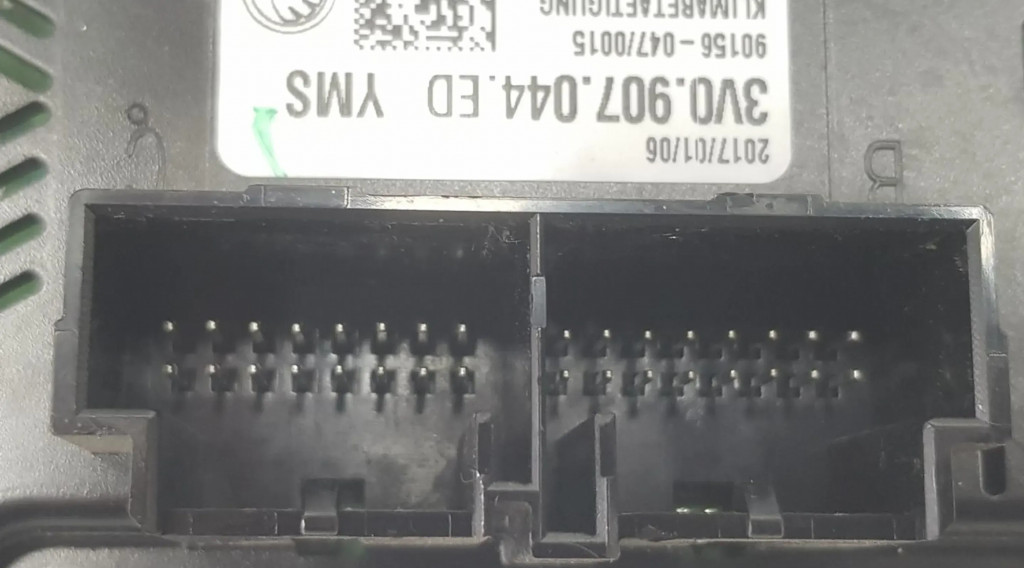 2017/01/06
3V0.907.044.ED YMS
90156-047/0015
KLIMABETAETIGUNG
D